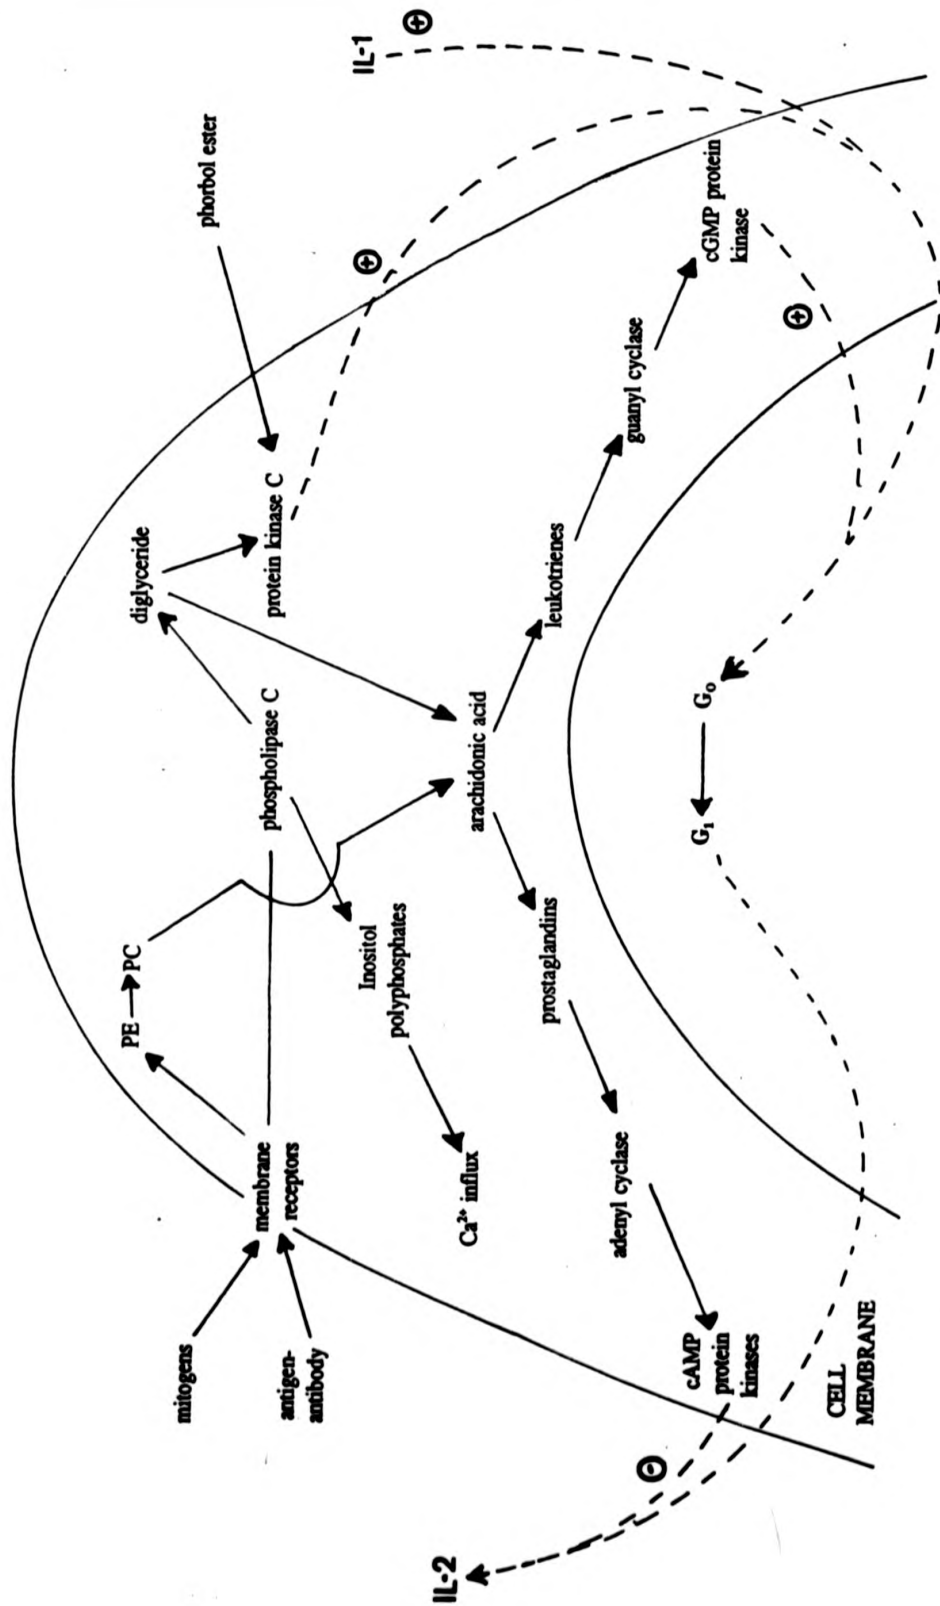 mitogens
antigen-
antibody
membrane
receptors
PE
PC
phospholipase C
diglyceride
protein kinase C
phorbol ester
Inositol
polyphosphates
Ca²⁺ influx
arachidonic acid
prostaglandins
leukotrienes
adenyl cyclase
guanyl cyclase
cAMP
protein
kinases
cGMP protein
kinase
IL-1
+
+
+
G₁
G₀
IL-2
-
CELL
MEMBRANE